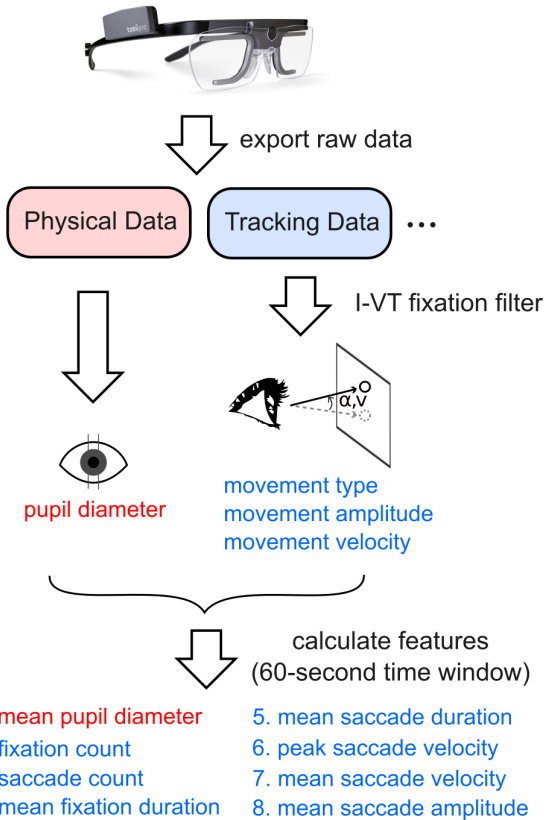 tobii pro
export raw data
Physical Data
Tracking Data
...
I-VT fixation filter
α,v
pupil diameter
movement type
movement amplitude
movement velocity
calculate features
(60-second time window)
mean pupil diameter
fixation count
saccade count
mean fixation duration
5. mean saccade duration
6. peak saccade velocity
7. mean saccade velocity
8. mean saccade amplitude